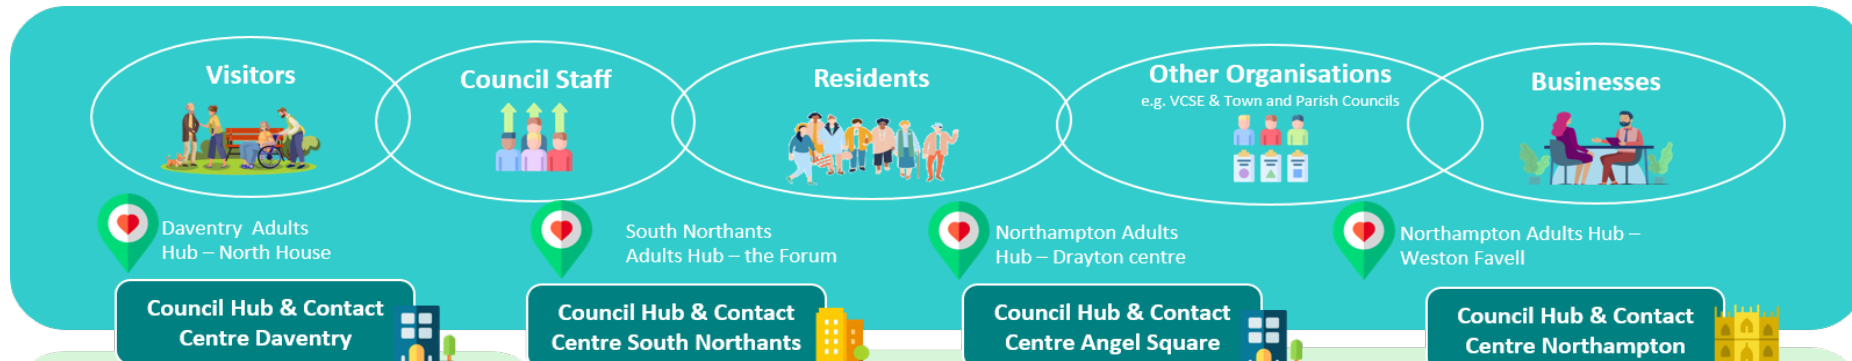 Visitors
Council Staff
Residents
Other Organisations
e.g. VCSE & Town and Parish Councils
Businesses
Daventry Adults
Hub – North House
South Northants
Adults Hub – the Forum
Northampton Adults
Hub – Drayton centre
Northampton Adults Hub –
Weston Favell
Council Hub & Contact
Centre Daventry
Council Hub & Contact
Centre South Northants
Council Hub & Contact
Centre Angel Square
Council Hub & Contact
Centre Northampton